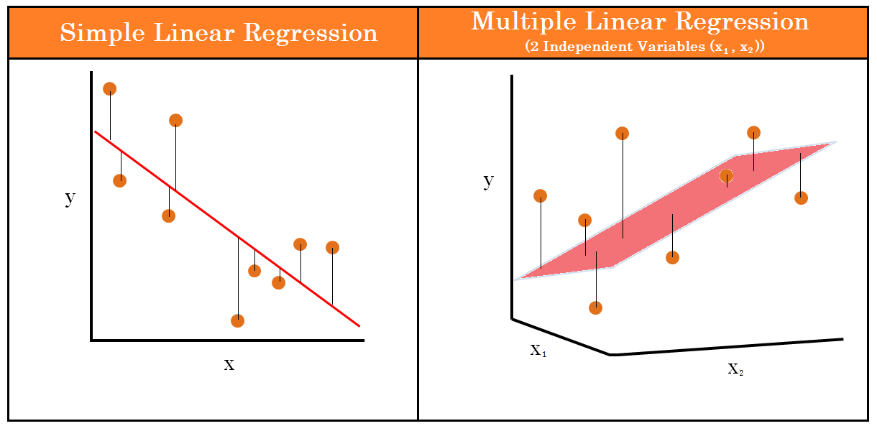 Simple Linear Regression
Multiple Linear Regression
(2 Independent Variables (x₁ , x₂))
y
x
y
x₁
x₂